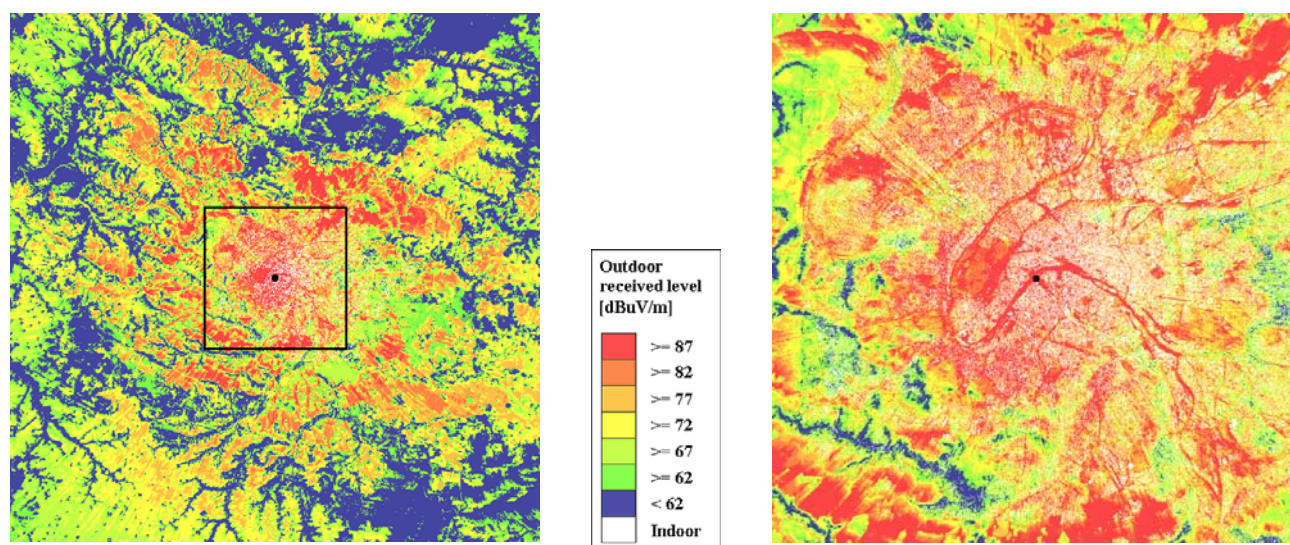 Outdoor
received level
[dBuV/m]
>= 87
>= 82
>= 77
>= 72
>= 67
>= 62
< 62
Indoor